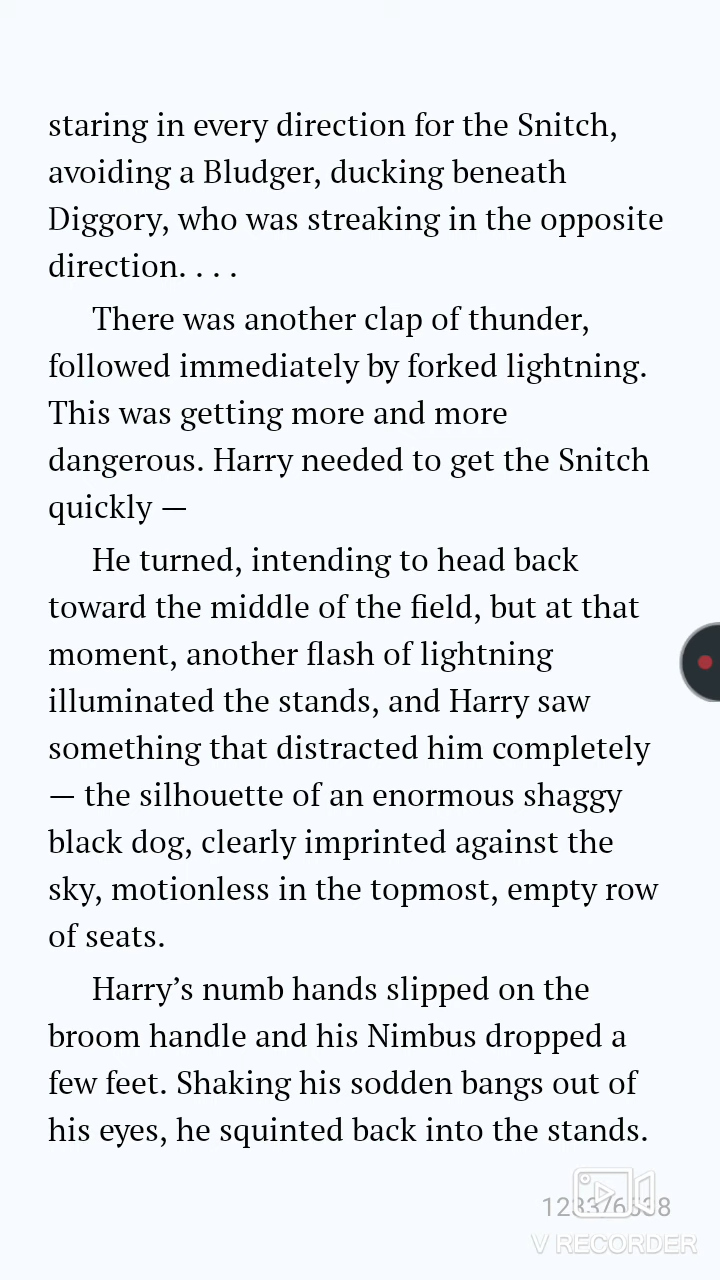 staring in every direction for the Snitch,
avoiding a Bludger, ducking beneath
Diggory, who was streaking in the opposite
direction. . . .
There was another clap of thunder,
followed immediately by forked lightning.
This was getting more and more
dangerous. Harry needed to get the Snitch
quickly —
He turned, intending to head back
toward the middle of the field, but at that
moment, another flash of lightning
illuminated the stands, and Harry saw
something that distracted him completely
— the silhouette of an enormous shaggy
black dog, clearly imprinted against the
sky, motionless in the topmost, empty row
of seats.
Harry’s numb hands slipped on the
broom handle and his Nimbus dropped a
few feet. Shaking his sodden bangs out of
his eyes, he squinted back into the stands.
V RECORDER